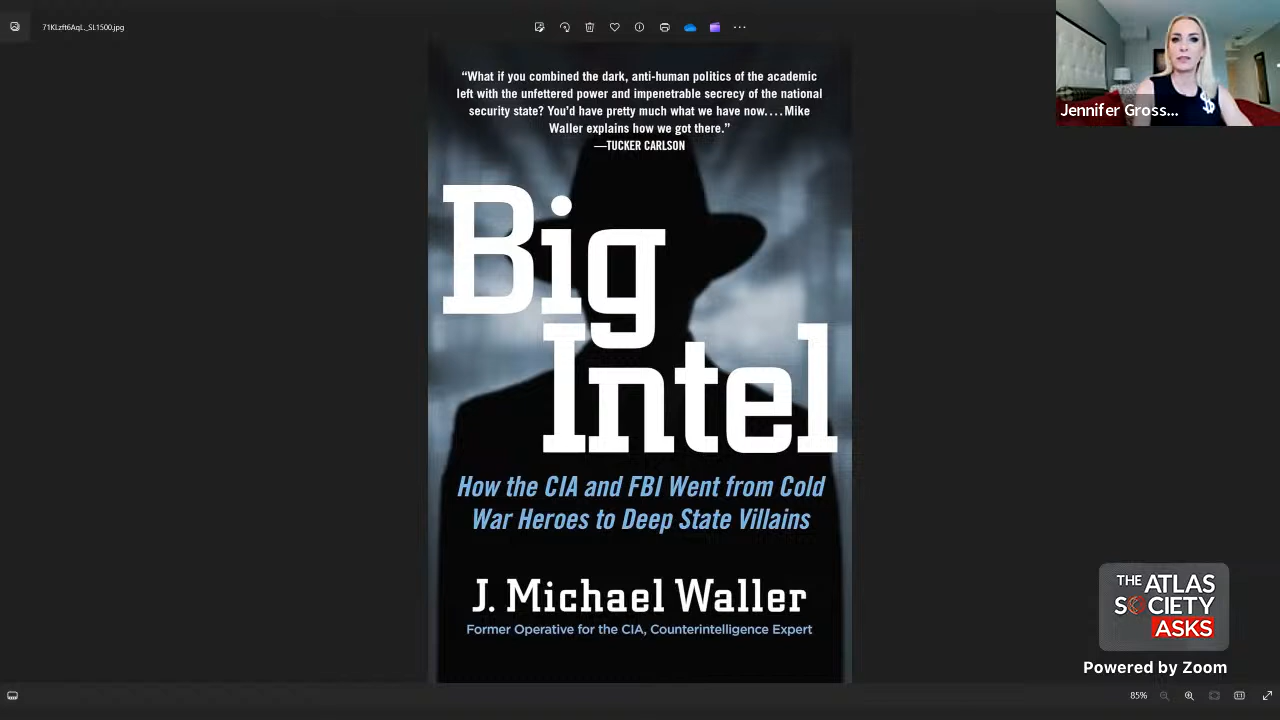 71KLzft6AqL._SL1500.jpg
“What if you combined the dark, anti-human politics of the academic
left with the unfettered power and impenetrable secrecy of the national
security state? You’d have pretty much what we have now....Mike
Waller explains how we got there.”
—TUCKER CARLSON
Big
Intel
How the CIA and FBI Went from Cold
War Heroes to Deep State Villains
J. Michael Waller
Former Operative for the CIA, Counterintelligence Expert
Jennifer Gross...
THE ATLAS
SOCIETY
ASKS
Powered by Zoom
85%